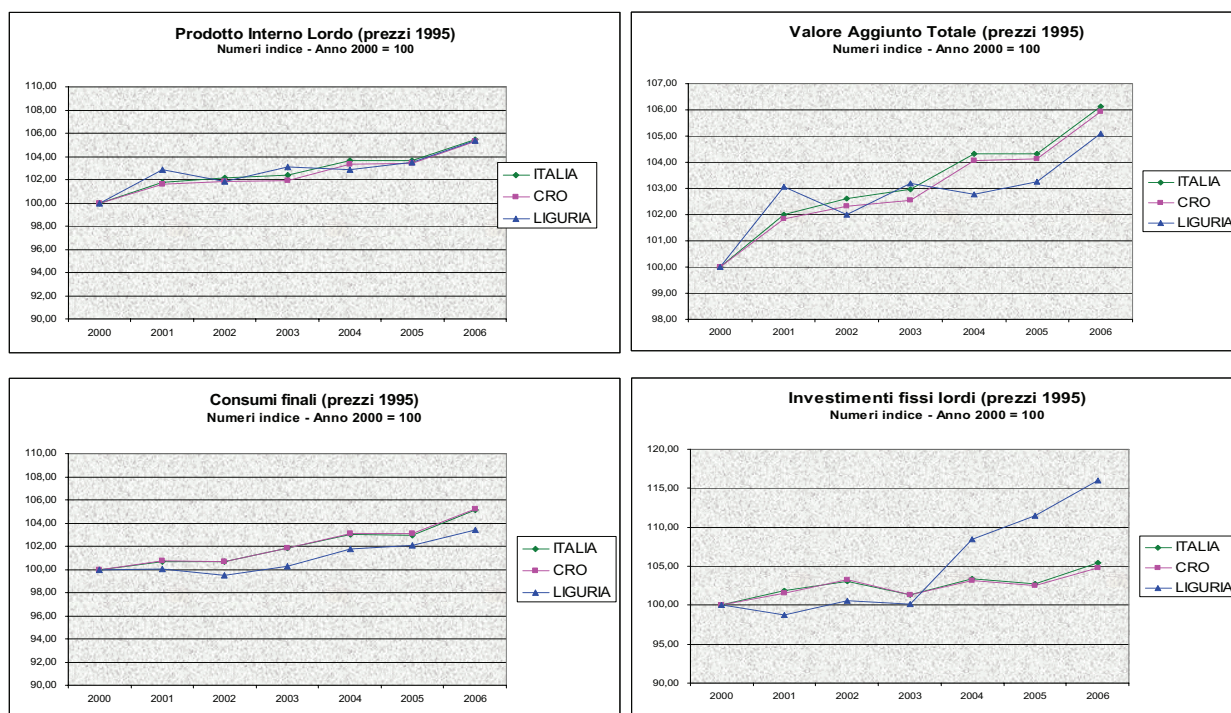 Prodotto Interno Lordo (prezzi 1995)
Numeri indice - Anno 2000 = 100
110,00
108,00
106,00
104,00
102,00
100,00
98,00
96,00
94,00
92,00
90,00
2000 2001 2002 2003 2004 2005 2006
ITALIA
CRO
LIGURIA
Valore Aggiunto Totale (prezzi 1995)
Numeri indice - Anno 2000 = 100
107,00
106,00
105,00
104,00
103,00
102,00
101,00
100,00
99,00
98,00
2000 2001 2002 2003 2004 2005 2006
ITALIA
CRO
LIGURIA
Consumi finali (prezzi 1995)
Numeri indice - Anno 2000 = 100
110,00
108,00
106,00
104,00
102,00
100,00
98,00
96,00
94,00
92,00
90,00
2000 2001 2002 2003 2004 2005 2006
ITALIA
CRO
LIGURIA
Investimenti fissi lordi (prezzi 1995)
Numeri indice - Anno 2000 = 100
120,00
115,00
110,00
105,00
100,00
95,00
90,00
2000 2001 2002 2003 2004 2005 2006
ITALIA
CRO
LIGURIA